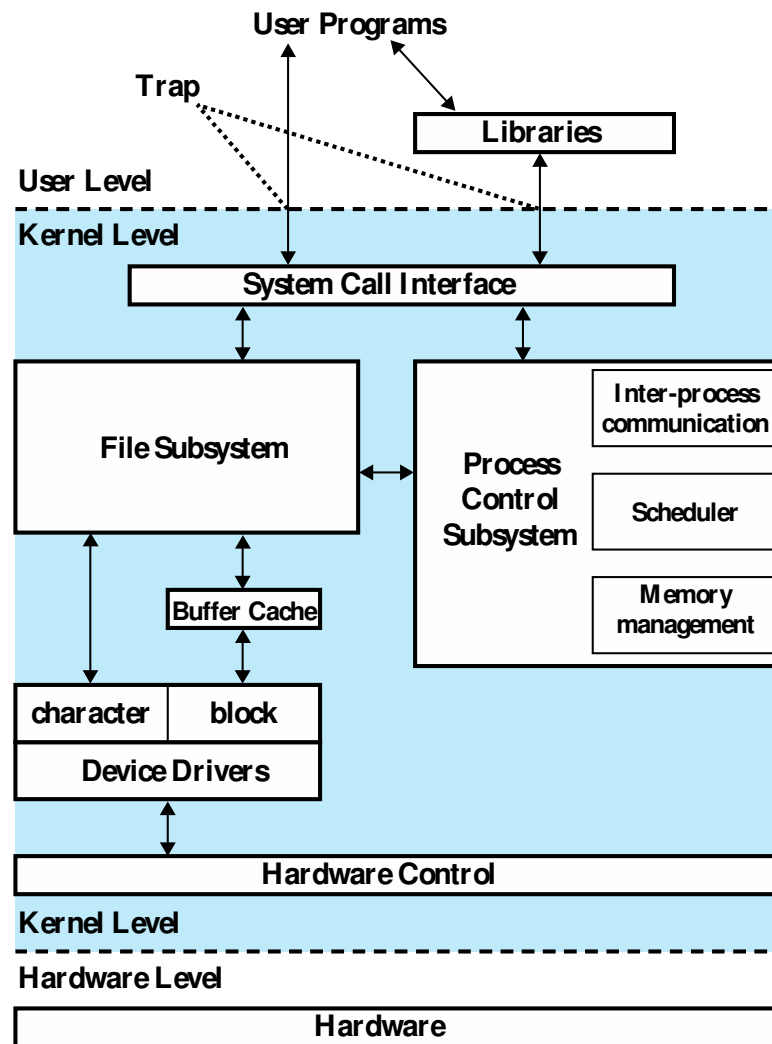 User Programs
Trap
Libraries
User Level
Kernel Level
System Call Interface
File Subsystem
Process
Control
Subsystem
Inter-process
communication
Scheduler
Memory
management
Buffer Cache
character
block
Device Drivers
Hardware Control
Kernel Level
Hardware Level
Hardware